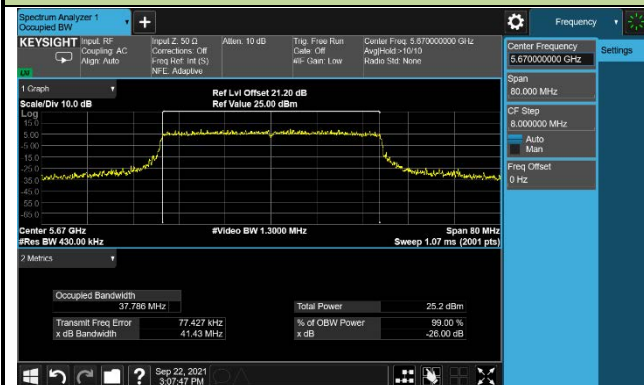 Spectrum Analyzer 1
Occupied BW
+
Frequency
KEYSIGHT
Input: RF
Coupling: AC
Align: Auto
Input Z: 50 Ω
Corrections: Off
Freq Ref: Int (S)
NFE: Adaptive
Atten: 10 dB
Trig: Free Run
Gate: Off
#IF Gain: Low
Center Freq: 5.670000000 GHz
Avg|Hold:>10/10
Radio Std: None
Center Frequency
5.670000000 GHz
Settings
Span
80.000 MHz
CF Step
8.000000 MHz
Auto
Man
Freq Offset
0 Hz
1 Graph
Ref Lvl Offset 21.20 dB
Scale/Div 10.0 dB
Ref Value 25.00 dBm
Log
15.0
5.00
-5.00
-15.0
-25.0
-35.0
-45.0
-55.0
-65.0
Center 5.67 GHz
#Video BW 1.3000 MHz
Span 80 MHz
#Res BW 430.00 kHz
Sweep 1.07 ms (2001 pts)
2 Metrics
Occupied Bandwidth
37.786 MHz
Total Power
25.2 dBm
Transmit Freq Error
77.427 kHz
% of OBW Power
99.00 %
x dB Bandwidth
41.43 MHz
x dB
-26.00 dB
?
Sep 22, 2021
3:07:47 PM